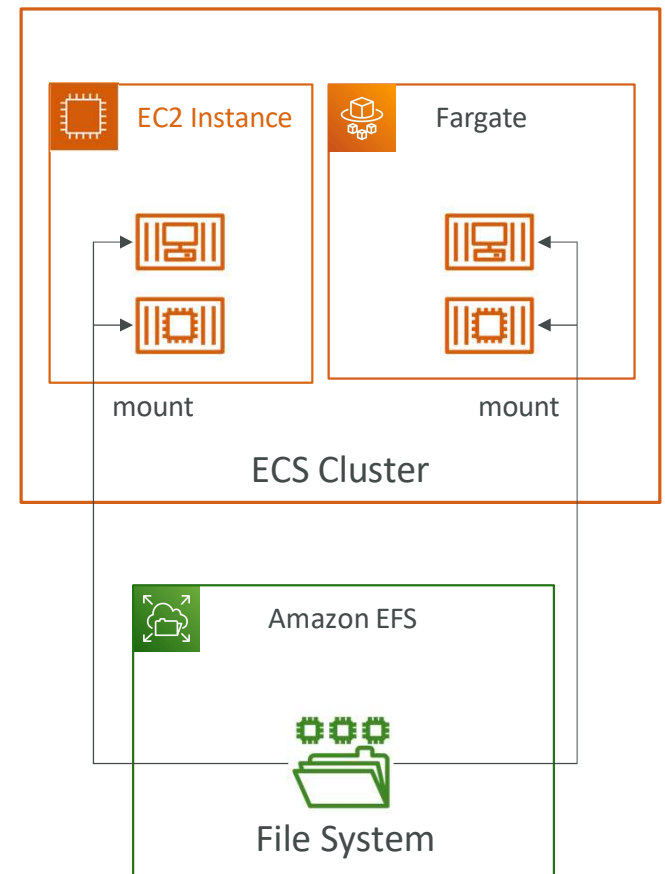 EC2 Instance
Fargate
mount
mount
ECS Cluster
Amazon EFS
File System